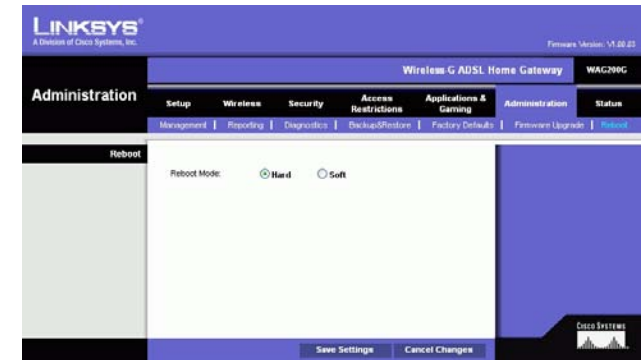 LINKSYS®
A Division of Cisco Systems, Inc.
Firmware Version: V1.00.03
Wireless-G ADSL Home Gateway WAG200G
Administration
Setup Wireless Security Access Restrictions Applications & Gaming Administration Status
Management | Reporting | Diagnostics | Backup&Restore | Factory Defaults | Firmware Upgrade | Reboot
Reboot
Reboot Mode: Hard Soft
Save Settings Cancel Changes
CISCO SYSTEMS